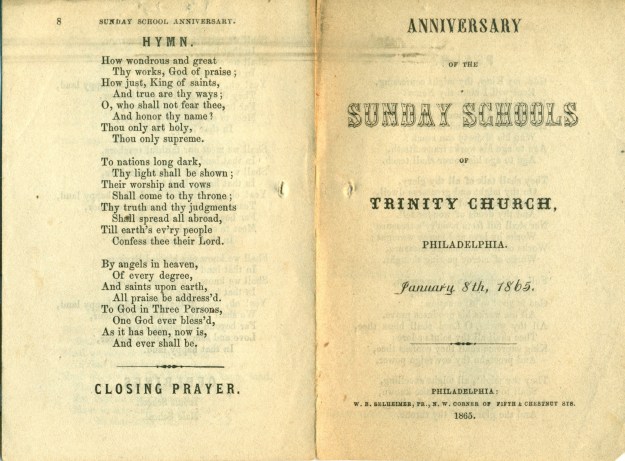 8 SUNDAY SCHOOL ANNIVERSARY.
HYMN.
How wondrous and great
Thy works, God of praise;
How just, King of saints,
And true are thy ways;
O, who shall not fear thee,
And honor thy name?
Thou only art holy,
Thou only supreme.
To nations long dark,
Thy light shall be shown;
Their worship and vows
Shall come to thy throne;
Thy truth and thy judgments
Shall spread all abroad,
Till earth's ev'ry people
Confess thee their Lord.
By angels in heaven,
Of every degree,
And saints upon earth,
All praise be address'd.
To God in Three Persons,
One God ever bless'd,
As it has been, now is,
And ever shall be.
CLOSING PRAYER.
ANNIVERSARY
OF THE
SUNDAY SCHOOLS
OF
TRINITY CHURCH,
PHILADELPHIA.
January 8th, 1865.
PHILADELPHIA:
W. B. SELHEIMER, PR., N. W. CORNER OF FIFTH & CHESTNUT STS.
1865.